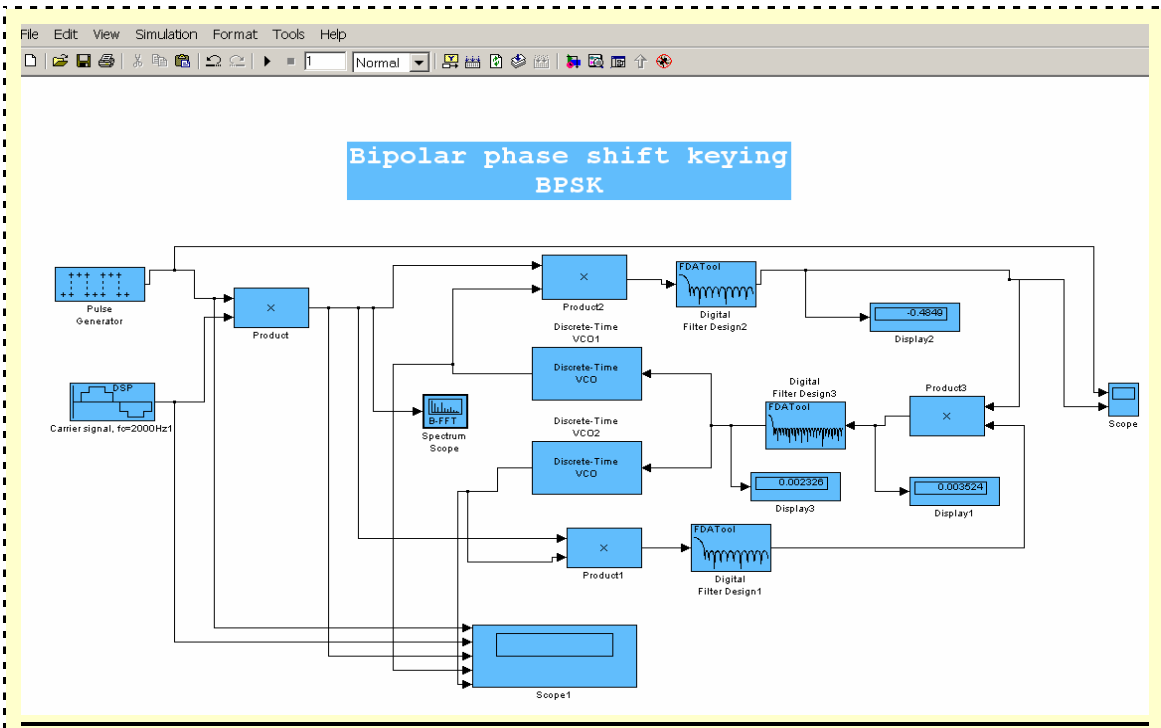 File Edit View Simulation Format Tools Help
1 Normal
Bipolar phase shift keying
BPSK
Pulse
Generator
Product
DSP
Carrier signal, fc=2000Hz1
B-FFT
Spectrum
Scope
Product2
FDATool
Digital
Filter Design2
-0.4849
Display2
Discrete-Time
VCO1
Discrete-Time
VCO
Discrete-Time
VCO2
Discrete-Time
VCO
Digital
Filter Design3
FDATool
Product3
Scope
0.002326
Display3
0.003524
Display1
Product1
FDATool
Digital
Filter Design1
Scope1